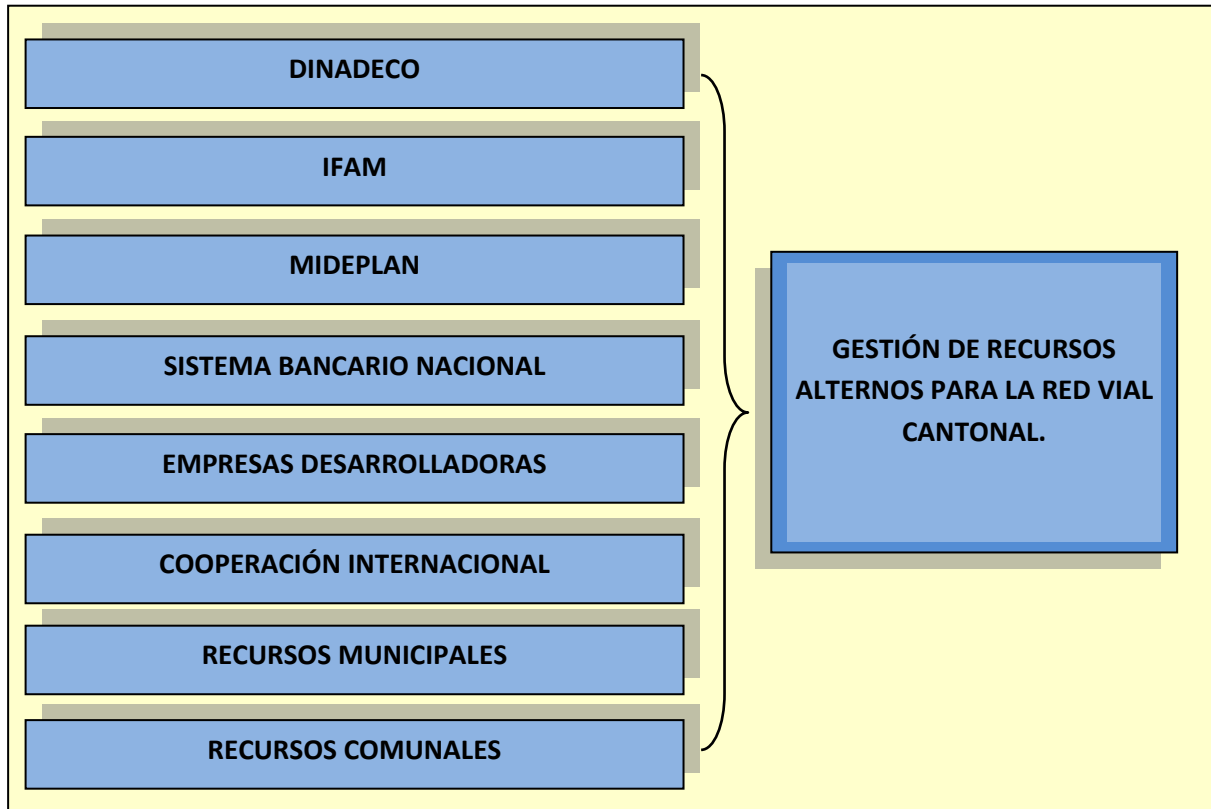 DINADECO
IFAM
MIDEPLAN
SISTEMA BANCARIO NACIONAL
EMPRESAS DESARROLLADORAS
COOPERACIÓN INTERNACIONAL
RECURSOS MUNICIPALES
RECURSOS COMUNALES
GESTIÓN DE RECURSOS
ALTERNOS PARA LA RED VIAL
CANTONAL.